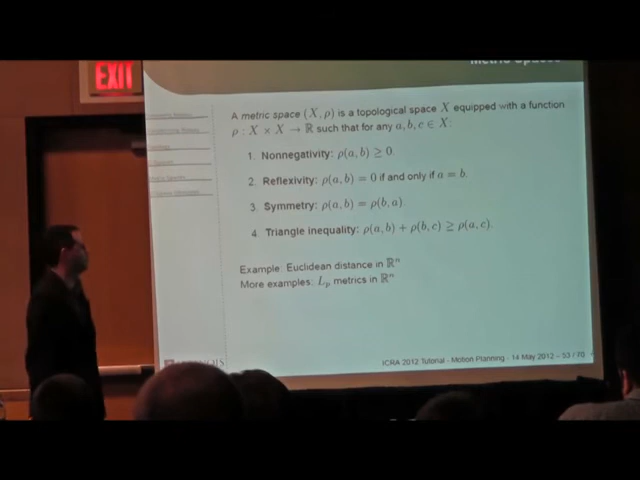 EXIT
Metric Spaces
A metric space (X, ρ) is a topological space X equipped with a function
ρ : X × X → ℝ such that for any a, b, c ∈ X:
1. Nonnegativity: ρ(a, b) ≥ 0.
2. Reflexivity: ρ(a, b) = 0 if and only if a = b.
3. Symmetry: ρ(a, b) = ρ(b, a).
4. Triangle inequality: ρ(a, b) + ρ(b, c) ≥ ρ(a, c).
Example: Euclidean distance in ℝⁿ
More examples: Lₚ metrics in ℝⁿ
ICRA 2012 Tutorial - Motion Planning - 14 May 2012 – 53 / 70